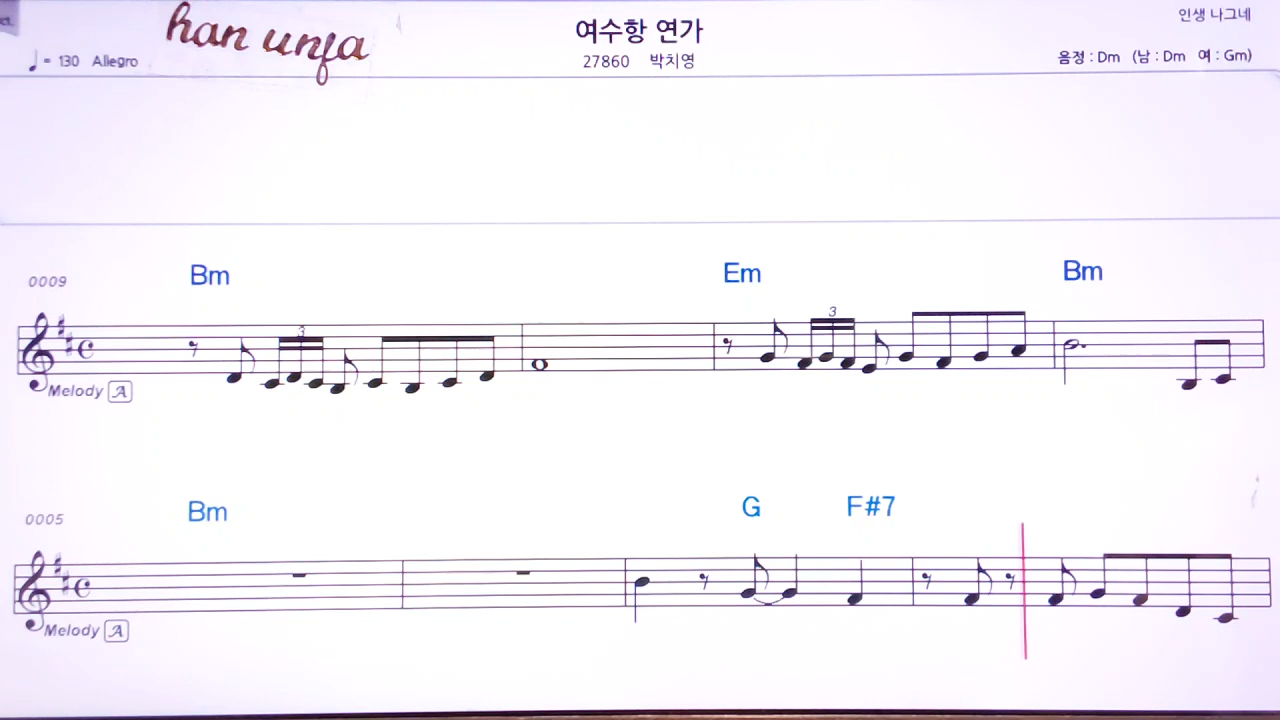 han unfa
여수항 연가
인생 나그네
♩= 130 Allegro
27860 박치영
음정 : Dm (남 : Dm 여 : Gm)
Bm Em Bm
0009
3 3
Melody A
Bm G F#7
0005
Melody A